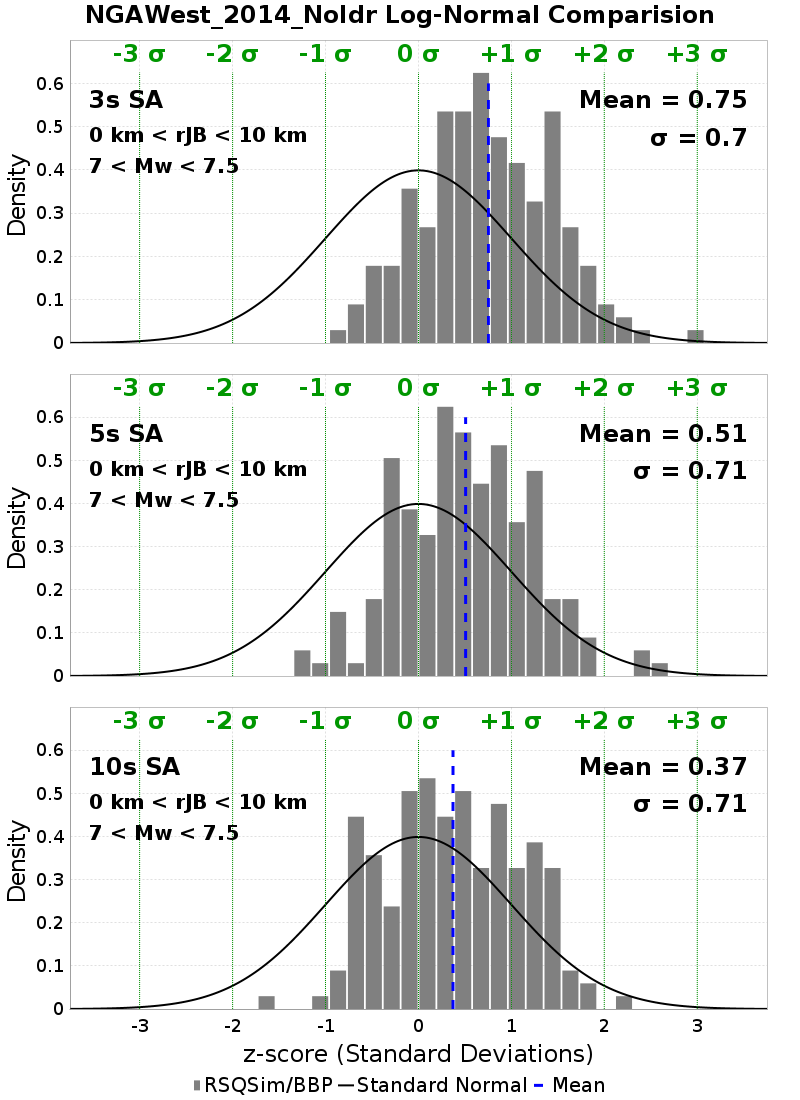 NGAWest_2014_NoIdr Log-Normal Comparision
-3 σ -2 σ -1 σ 0 σ +1 σ +2 σ +3 σ
3s SA
Mean = 0.75
0 km < rJB < 10 km
σ = 0.7
7 < Mw < 7.5
Density
0.6
0.5
0.4
0.3
0.2
0.1
0
-3 σ -2 σ -1 σ 0 σ +1 σ +2 σ +3 σ
5s SA
Mean = 0.51
0 km < rJB < 10 km
σ = 0.71
7 < Mw < 7.5
Density
0.6
0.5
0.4
0.3
0.2
0.1
0
-3 σ -2 σ -1 σ 0 σ +1 σ +2 σ +3 σ
10s SA
Mean = 0.37
0 km < rJB < 10 km
σ = 0.71
7 < Mw < 7.5
Density
0.6
0.5
0.4
0.3
0.2
0.1
0
-3 -2 -1 0 1 2 3
z-score (Standard Deviations)
RSQSim/BBP Standard Normal Mean